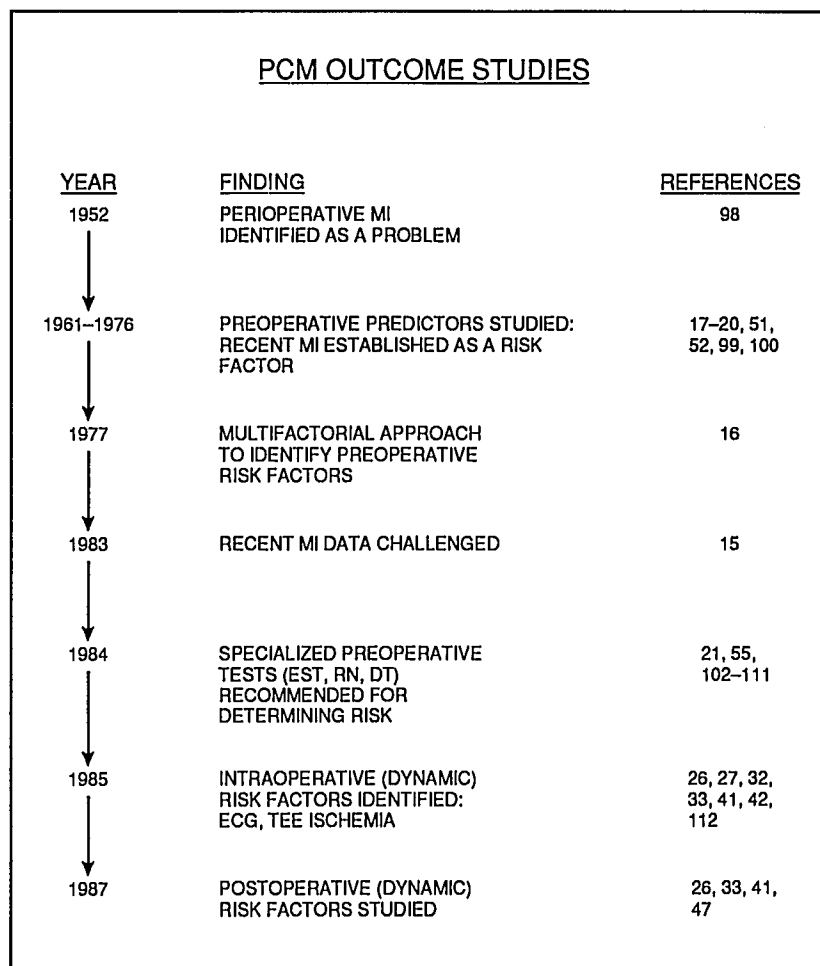 PCM OUTCOME STUDIES
YEAR FINDING REFERENCES
1952 PERIOPERATIVE MI 98
IDENTIFIED AS A PROBLEM
1961–1976 PREOPERATIVE PREDICTORS STUDIED: 17–20, 51,
RECENT MI ESTABLISHED AS A RISK 52, 99, 100
FACTOR
1977 MULTIFACTORIAL APPROACH 16
TO IDENTIFY PREOPERATIVE
RISK FACTORS
1983 RECENT MI DATA CHALLENGED 15
1984 SPECIALIZED PREOPERATIVE 21, 55,
TESTS (EST, RN, DT) 102–111
RECOMMENDED FOR
DETERMINING RISK
1985 INTRAOPERATIVE (DYNAMIC) 26, 27, 32,
RISK FACTORS IDENTIFIED: 33, 41, 42,
ECG, TEE ISCHEMIA 112
1987 POSTOPERATIVE (DYNAMIC) 26, 33, 41,
RISK FACTORS STUDIED 47